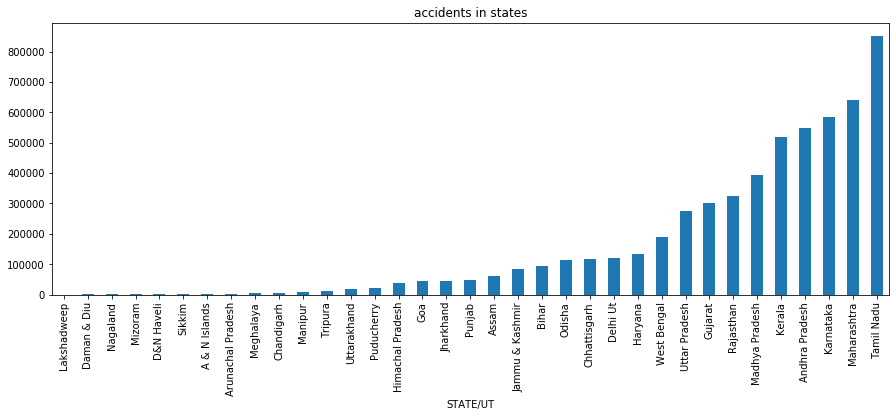 accidents in states
800000
700000
600000
500000
400000
300000
200000
100000
0
Lakshadweep
Daman & Diu
Nagaland
Mizoram
D&N Haveli
Sikkim
A & N Islands
Arunachal Pradesh
Meghalaya
Chandigarh
Manipur
Tripura
Uttarakhand
Puducherry
Himachal Pradesh
Goa
Jharkhand
Punjab
Assam
Jammu & Kashmir
Bihar
Odisha
Chhattisgarh
Delhi Ut
Haryana
West Bengal
Uttar Pradesh
Gujarat
Rajasthan
Madhya Pradesh
Kerala
Andhra Pradesh
Karnataka
Maharashtra
Tamil Nadu
STATE/UT